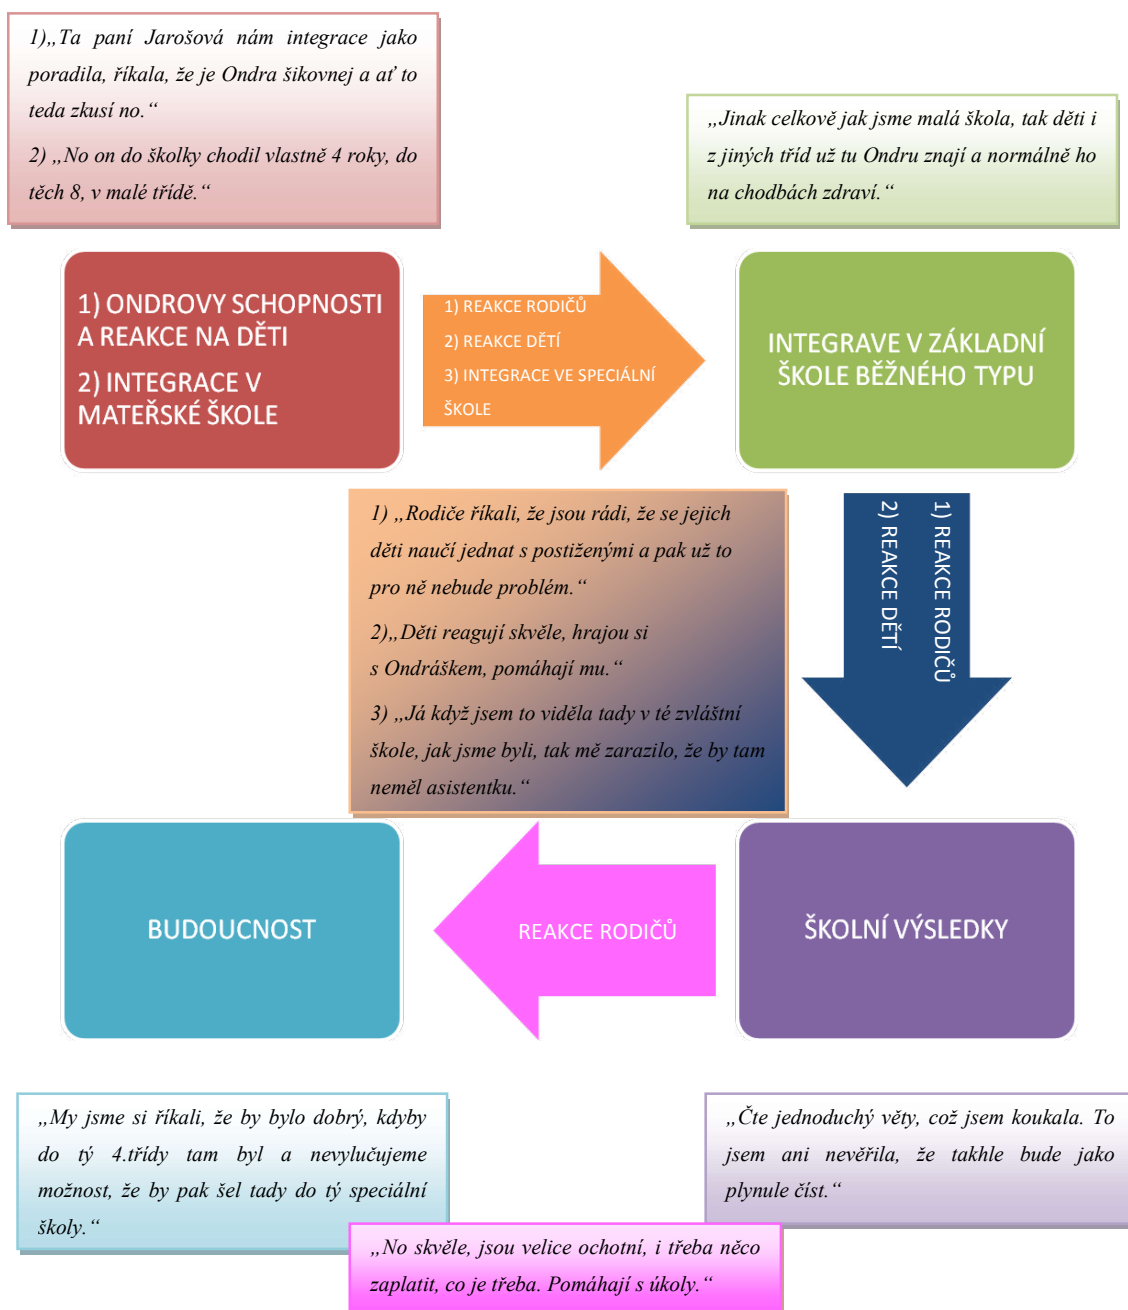 1)„Ta paní Jarošová nám integrace jako
poradila, říkala, že je Ondra šikovnej a ať to
teda zkusí no.“
2) „No on do školky chodil vlastně 4 roky, do
těch 8, v malé třídě.“
„Jinak celkově jak jsme malá škola, tak děti i
z jiných tříd už tu Ondru znají a normálně ho
na chodbách zdraví.“
1) ONDROVY SCHOPNOSTI
A REAKCE NA DĚTI
2) INTEGRACE V
MATEŘSKÉ ŠKOLE
1) REAKCE RODIČŮ
2) REAKCE DĚTÍ
3) INTEGRACE VE SPECIÁLNÍ
ŠKOLE
INTEGRAVE V ZÁKLADNÍ
ŠKOLE BĚŽNÉHO TYPU
1) REAKCE RODIČŮ
2) REAKCE DĚTÍ
1) „Rodiče říkali, že jsou rádi, že se jejich
děti naučí jednat s postiženými a pak už to
pro ně nebude problém.“
2)„Děti reagují skvěle, hrajou si
s Ondráškem, pomáhají mu.“
3) „Já když jsem to viděla tady v té zvláštní
škole, jak jsme byli, tak mě zarazilo, že by tam
neměl asistentku.“
ŠKOLNÍ VÝSLEDKY
REAKCE RODIČŮ
BUDOUCNOST
„My jsme si říkali, že by bylo dobrý, kdyby
do tý 4.třídy tam byl a nevylučujeme
možnost, že by pak šel tady do tý speciální
školy.“
„Čte jednoduchý věty, což jsem koukala. To
jsem ani nevěřila, že takhle bude jako
plynule číst.“
„No skvěle, jsou velice ochotní, i třeba něco
zaplatit, co je třeba. Pomáhají s úkoly.“